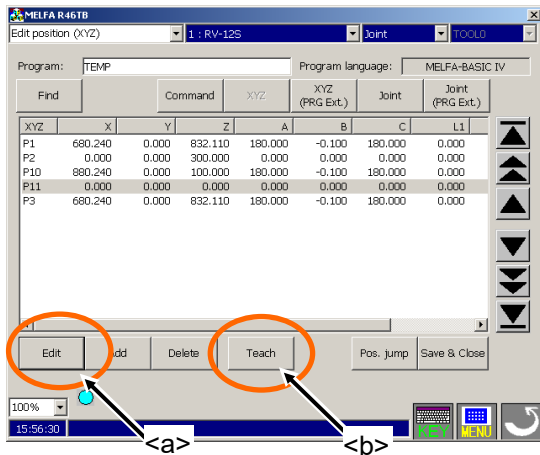 MELFA R46TB
Edit position (XYZ) 1 : RV-12S Joint TOOL0
Program: TEMP Program language: MELFA-BASIC IV
Find Command XYZ XYZ (PRG Ext.) Joint Joint (PRG Ext.)
XYZ X Y Z A B C L1
P1 680.240 0.000 832.110 180.000 -0.100 180.000 0.000
P2 0.000 0.000 300.000 0.000 0.000 0.000 0.000
P10 880.240 0.000 100.000 180.000 -0.100 180.000 0.000
P11 0.000 0.000 0.000 0.000 0.000 0.000 0.000
P3 680.240 0.000 832.110 180.000 -0.100 180.000 0.000
Edit Add Delete Teach Pos. jump Save & Close
100%
15:56:30 KEY MENU
<a> <b>